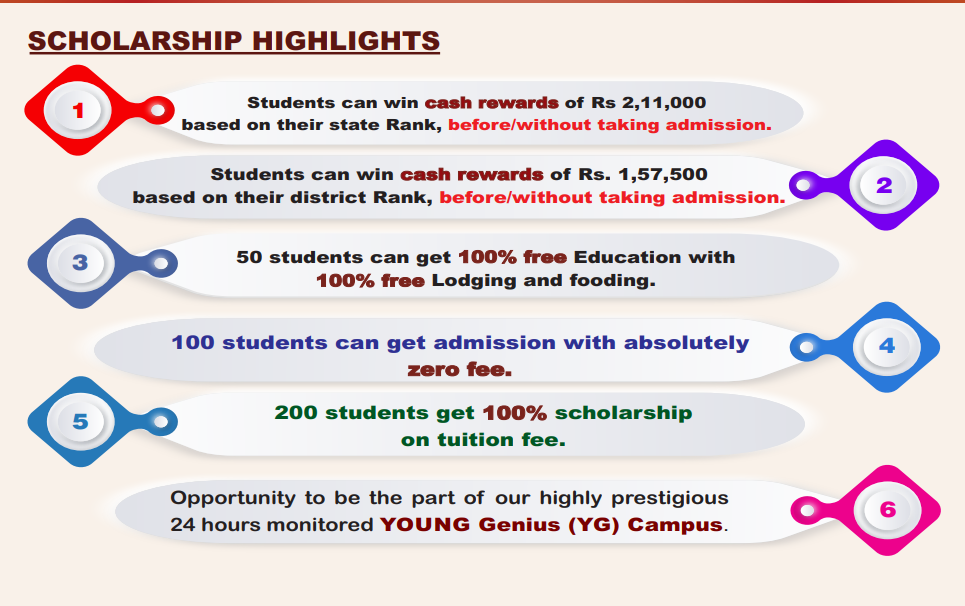 SCHOLARSHIP HIGHLIGHTS
1
Students can win cash rewards of Rs 2,11,000
based on their state Rank, before/without taking admission.
Students can win cash rewards of Rs. 1,57,500
based on their district Rank, before/without taking admission.
2
3
50 students can get 100% free Education with
100% free Lodging and fooding.
100 students can get admission with absolutely
zero fee.
4
5
200 students get 100% scholarship
on tuition fee.
Opportunity to be the part of our highly prestigious
24 hours monitored YOUNG Genius (YG) Campus.
6